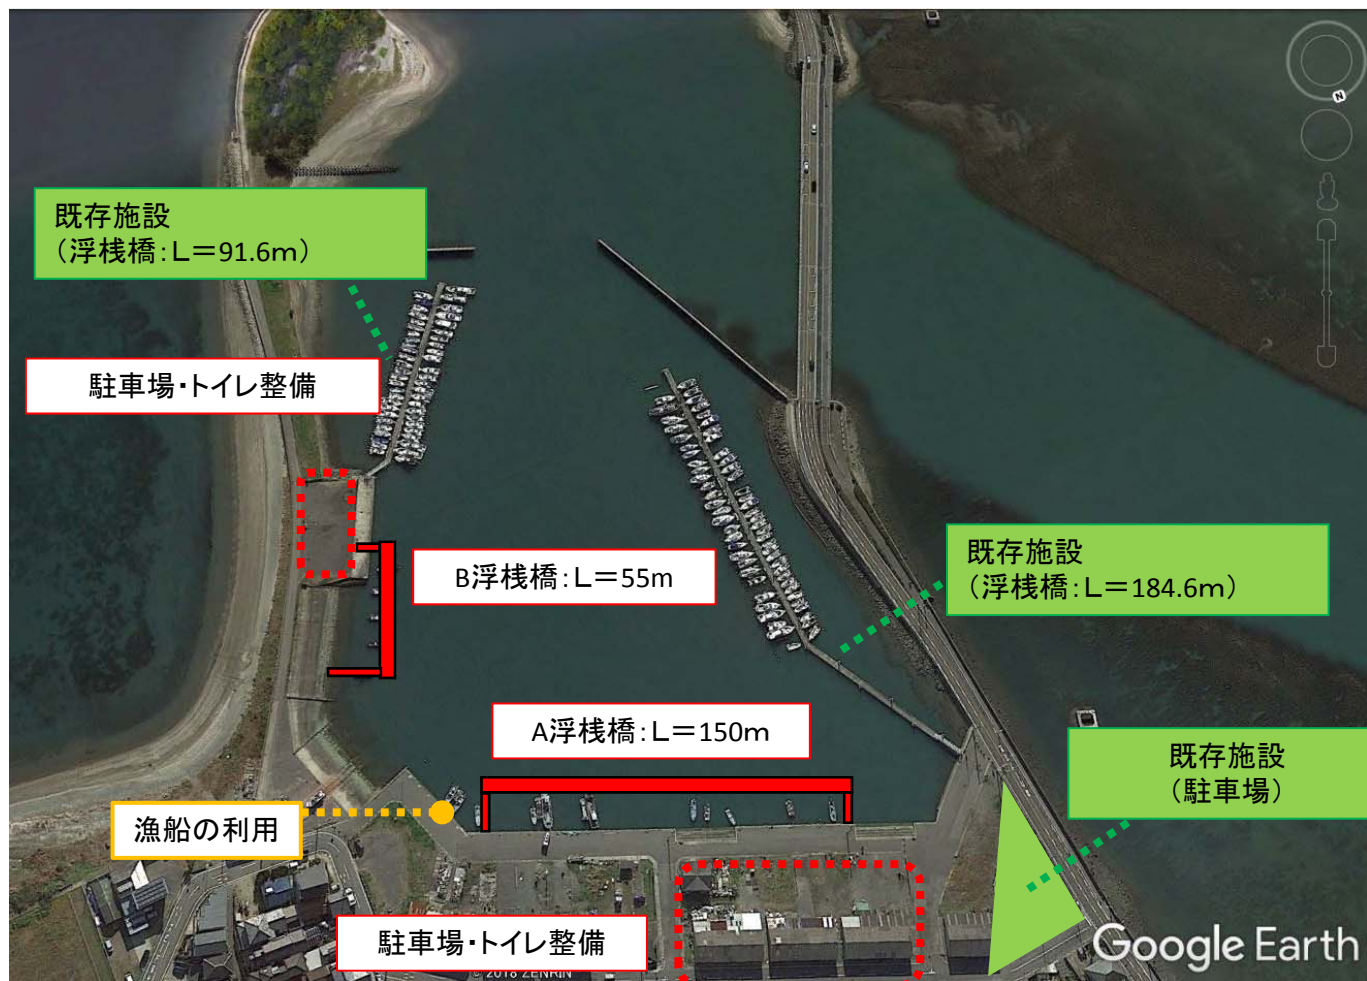 N
既存施設
（浮桟橋：Ｌ＝91.6ｍ）
駐車場・トイレ整備
B浮桟橋：Ｌ＝55m
既存施設
（浮桟橋：Ｌ＝184.6ｍ）
A浮桟橋：Ｌ＝150ｍ
既存施設
（駐車場）
漁船の利用
駐車場・トイレ整備
© 2018 ZENRIN
Google Earth